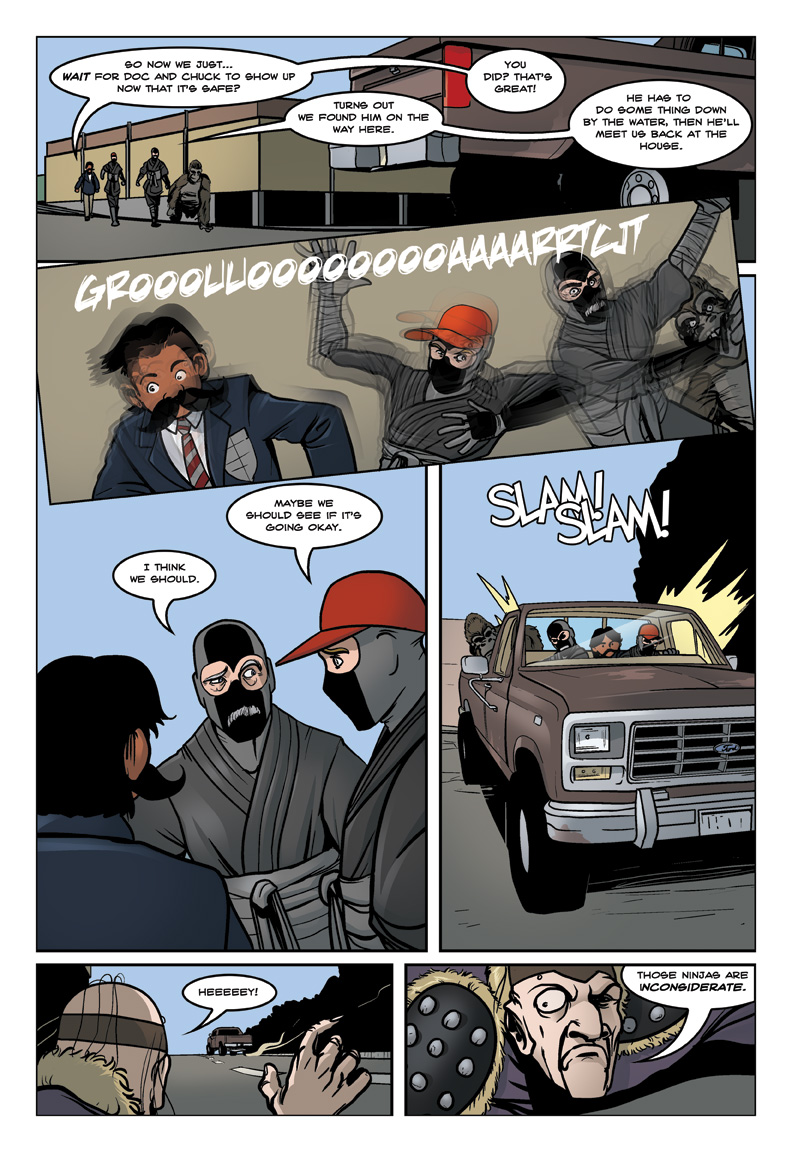 SO NOW WE JUST...
WAIT FOR DOC AND CHUCK TO SHOW UP
NOW THAT IT'S SAFE?
YOU
DID? THAT'S
GREAT!
TURNS OUT
WE FOUND HIM ON THE
WAY HERE.
HE HAS TO
DO SOME THING DOWN
BY THE WATER, THEN HE'LL
MEET US BACK AT THE
HOUSE.
GROOOLLLOOOOOOOOOAAAARRTCJT
MAYBE WE
SHOULD SEE IF IT'S
GOING OKAY.
I THINK
WE SHOULD.
SLAM!
SLAM!
Ford
HEEEEEY!
THOSE NINJAS ARE
INCONSIDERATE.